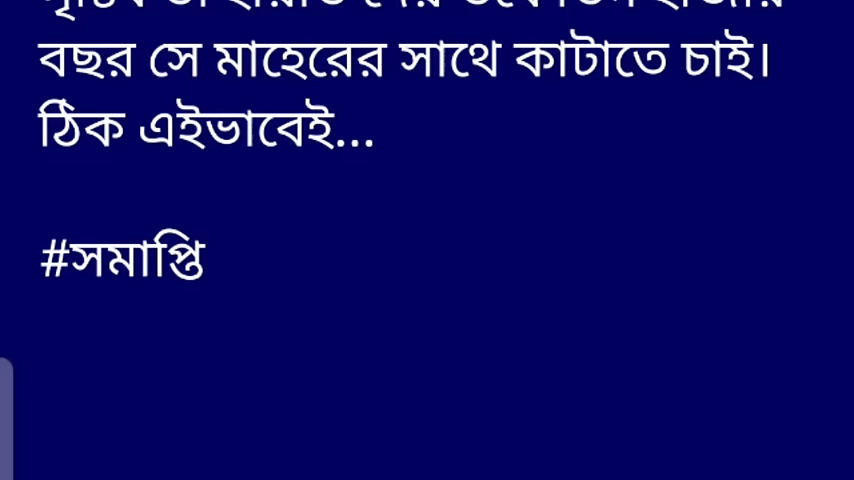 বছর সে মাহেরের সাথে কাটাতে চাই।
ঠিক এইভাবেই...
#সমাপ্তি